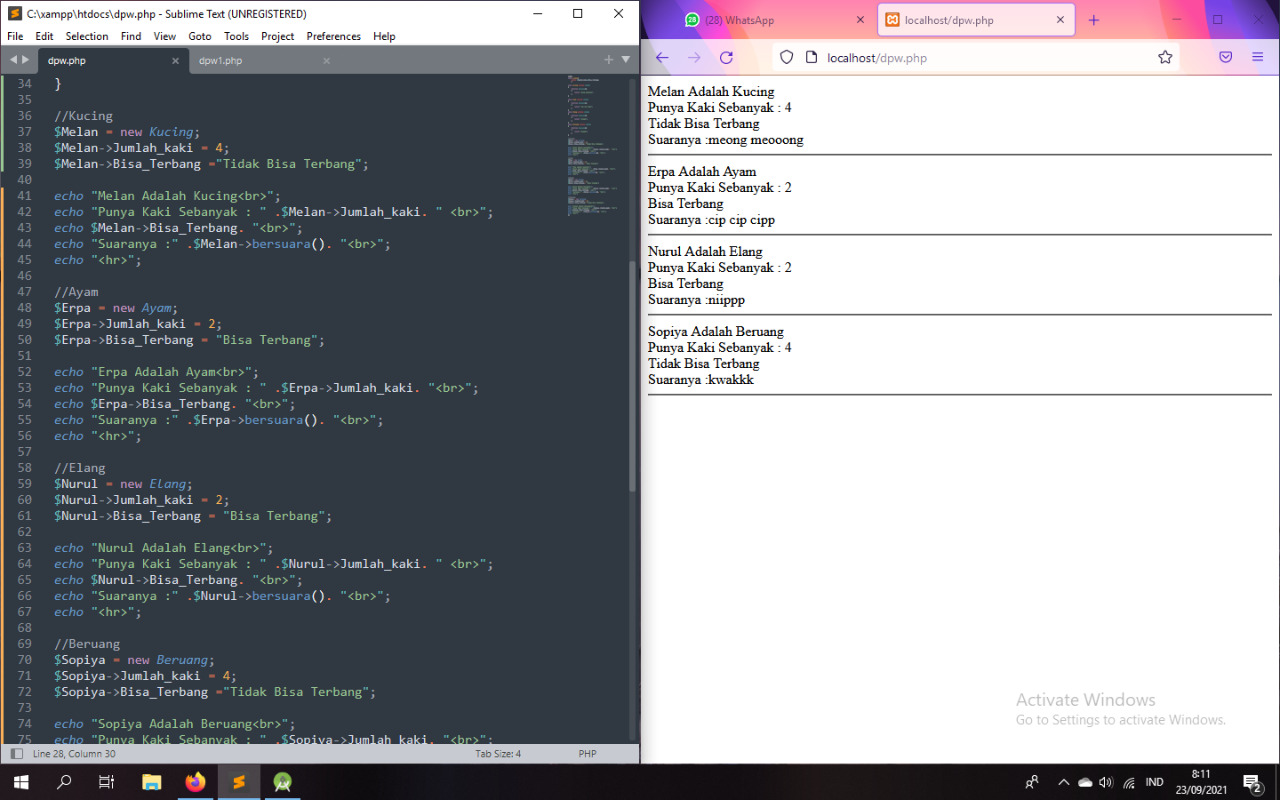 C:\xampp\htdocs\dpw.php - Sublime Text (UNREGISTERED)
File Edit Selection Find View Goto Tools Project Preferences Help
dpw.php dpw1.php
34 }
35
36 //Kucing
37 $Melan = new Kucing;
38 $Melan->Jumlah_kaki = 4;
39 $Melan->Bisa_Terbang ="Tidak Bisa Terbang";
40
41 echo "Melan Adalah Kucing<br>";
42 echo "Punya Kaki Sebanyak : " .$Melan->Jumlah_kaki. " <br>";
43 echo $Melan->Bisa_Terbang. "<br>";
44 echo "Suaranya :" .$Melan->bersuara(). "<br>";
45 echo "<hr>";
46
47 //Ayam
48 $Erpa = new Ayam;
49 $Erpa->Jumlah_kaki = 2;
50 $Erpa->Bisa_Terbang = "Bisa Terbang";
51
52 echo "Erpa Adalah Ayam<br>";
53 echo "Punya Kaki Sebanyak : " .$Erpa->Jumlah_kaki. "<br>";
54 echo $Erpa->Bisa_Terbang. "<br>";
55 echo "Suaranya :" .$Erpa->bersuara(). "<br>";
56 echo "<hr>";
57
58 //Elang
59 $Nurul = new Elang;
60 $Nurul->Jumlah_kaki = 2;
61 $Nurul->Bisa_Terbang = "Bisa Terbang";
62
63 echo "Nurul Adalah Elang<br>";
64 echo "Punya Kaki Sebanyak : " .$Nurul->Jumlah_kaki. " <br>";
65 echo $Nurul->Bisa_Terbang. "<br>";
66 echo "Suaranya :" .$Nurul->bersuara(). "<br>";
67 echo "<hr>";
68
69 //Beruang
70 $Sopiya = new Beruang;
71 $Sopiya->Jumlah_kaki = 4;
72 $Sopiya->Bisa_Terbang ="Tidak Bisa Terbang";
73
74 echo "Sopiya Adalah Beruang<br>";
75 echo "Punya Kaki Sebanyak : " .$Sopiya->Jumlah_kaki. "<br>";
Line 28, Column 30 Tab Size: 4 PHP
28 (28) WhatsApp localhost/dpw.php
localhost/dpw.php
Melan Adalah Kucing
Punya Kaki Sebanyak : 4
Tidak Bisa Terbang
Suaranya :meong meooong
Erpa Adalah Ayam
Punya Kaki Sebanyak : 2
Bisa Terbang
Suaranya :cip cip cipp
Nurul Adalah Elang
Punya Kaki Sebanyak : 2
Bisa Terbang
Suaranya :niippp
Sopiya Adalah Beruang
Punya Kaki Sebanyak : 4
Tidak Bisa Terbang
Suaranya :kwakkk
Activate Windows
Go to Settings to activate Windows.
IND
8:11
23/09/2021
2